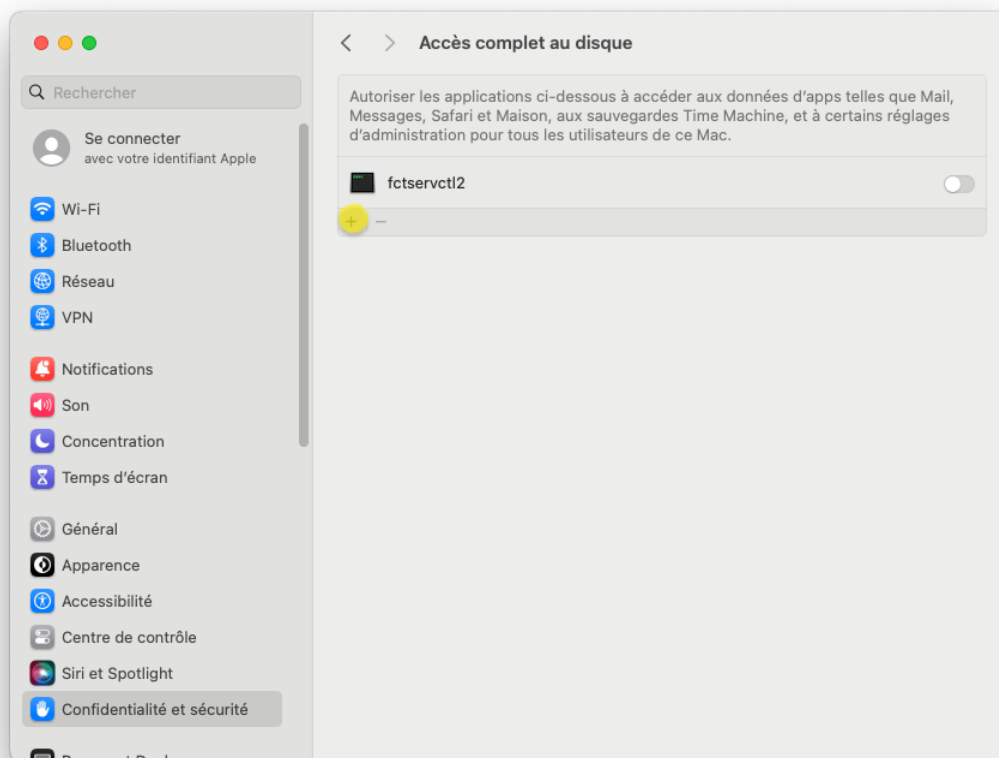 Accès complet au disque
Rechercher
Se connecter
avec votre identifiant Apple
Wi-Fi
Bluetooth
Réseau
VPN
Notifications
Son
Concentration
Temps d’écran
Général
Apparence
Accessibilité
Centre de contrôle
Siri et Spotlight
Confidentialité et sécurité
Autoriser les applications ci-dessous à accéder aux données d’apps telles que Mail,
Messages, Safari et Maison, aux sauvegardes Time Machine, et à certains réglages
d’administration pour tous les utilisateurs de ce Mac.
fctservctl2
+ −